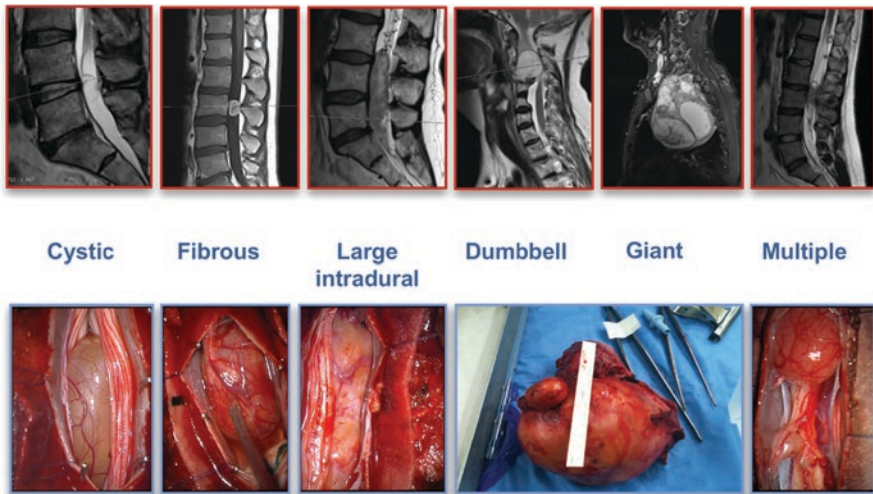 Cystic
Fibrous
Large
intradural
Dumbbell
Giant
Multiple